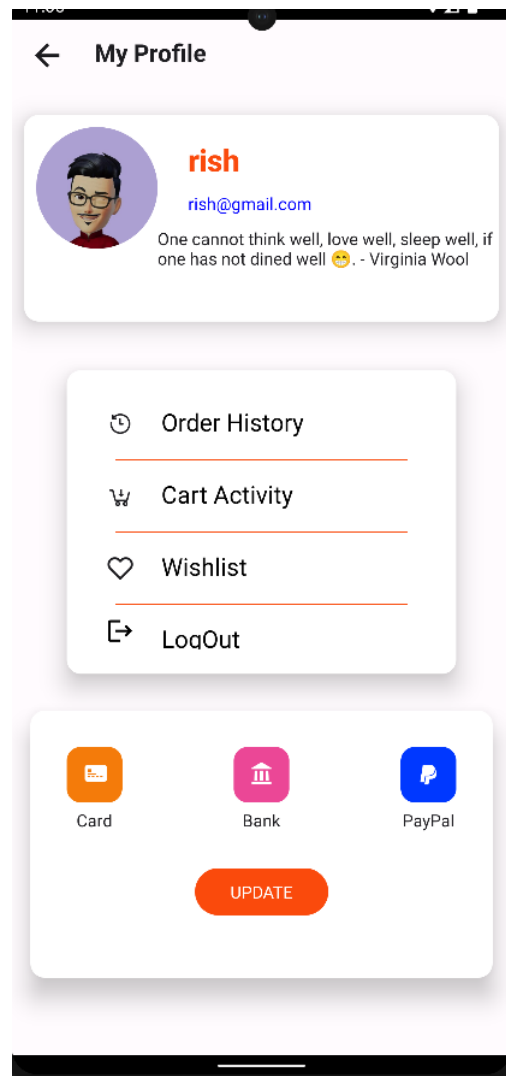 My Profile
rish
rish@gmail.com
One cannot think well, love well, sleep well, if
one has not dined well 😁. - Virginia Wool
Order History
Cart Activity
Wishlist
LogOut
Card
Bank
PayPal
UPDATE